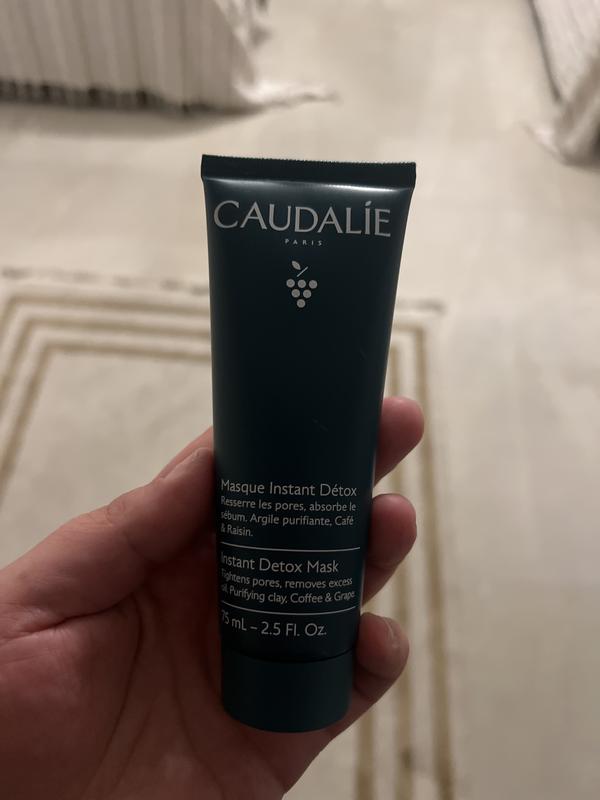 CAUDALÍE
PARIS
Masque Instant Détox
Resserre les pores, absorbe le
sébum. Argile purifiante, Café
& Raisin.
Instant Detox Mask
Tightens pores, removes excess
oil. Purifying clay, Coffee & Grape
75 mL – 2.5 Fl. Oz.